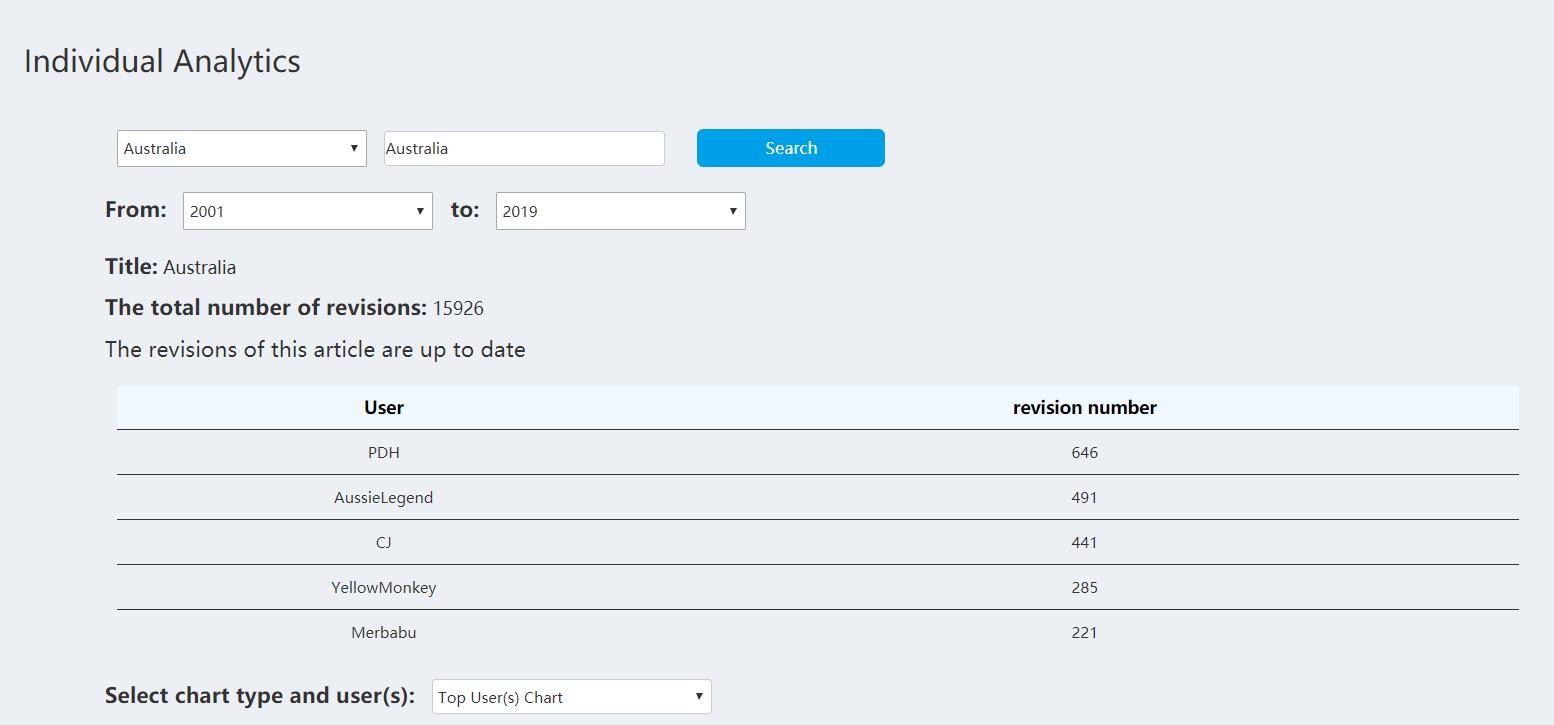 Individual Analytics
Australia Australia Search
From: 2001 to: 2019
Title: Australia
The total number of revisions: 15926
The revisions of this article are up to date
User revision number
PDH 646
AussieLegend 491
CJ 441
YellowMonkey 285
Merbabu 221
Select chart type and user(s): Top User(s) Chart